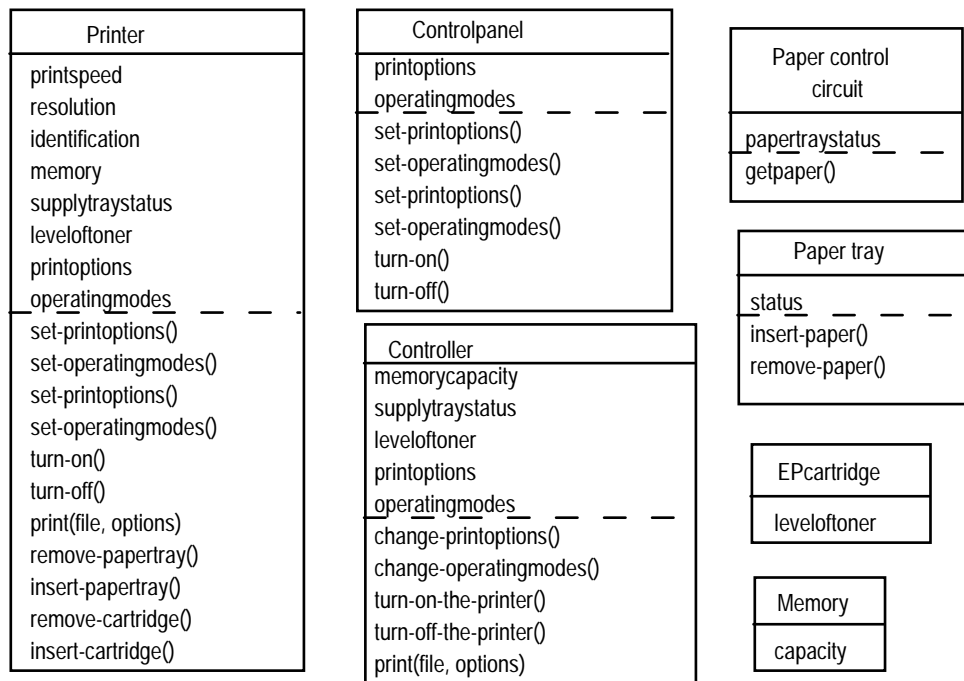 Printer
printspeed
resolution
identification
memory
supplytraystatus
leveloftoner
printoptions
operatingmodes
set-printoptions()
set-operatingmodes()
set-printoptions()
set-operatingmodes()
turn-on()
turn-off()
print(file, options)
remove-papertray()
insert-papertray()
remove-cartridge()
insert-cartridge()
Controlpanel
printoptions
operatingmodes
set-printoptions()
set-operatingmodes()
set-printoptions()
set-operatingmodes()
turn-on()
turn-off()
Controller
memorycapacity
supplytraystatus
leveloftoner
printoptions
operatingmodes
change-printoptions()
change-operatingmodes()
turn-on-the-printer()
turn-off-the-printer()
print(file, options)
Paper control
circuit
papertraystatus
getpaper()
Paper tray
status
insert-paper()
remove-paper()
EPcartridge
leveloftoner
Memory
capacity